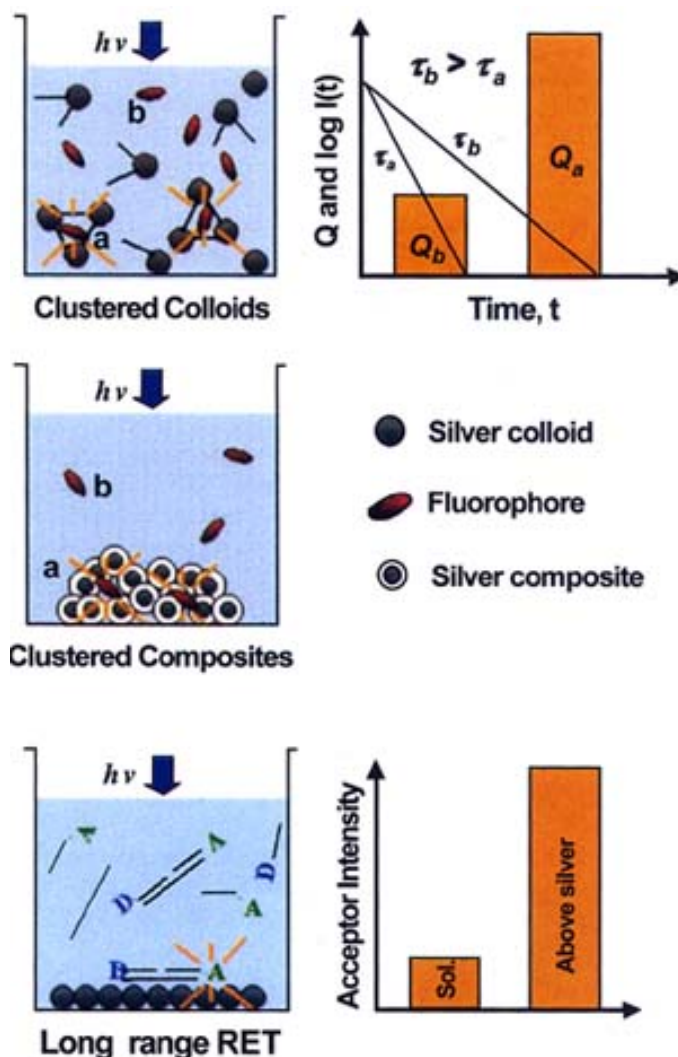 hν
b
a
Clustered Colloids
Q and log I(t)
τb > τa
τa
τb
Qb
Qa
Time, t
hν
b
a
Clustered Composites
Silver colloid
Fluorophore
Silver composite
hν
A
D
A
D
A
D
A
Long range RET
Acceptor Intensity
Sol.
Above silver